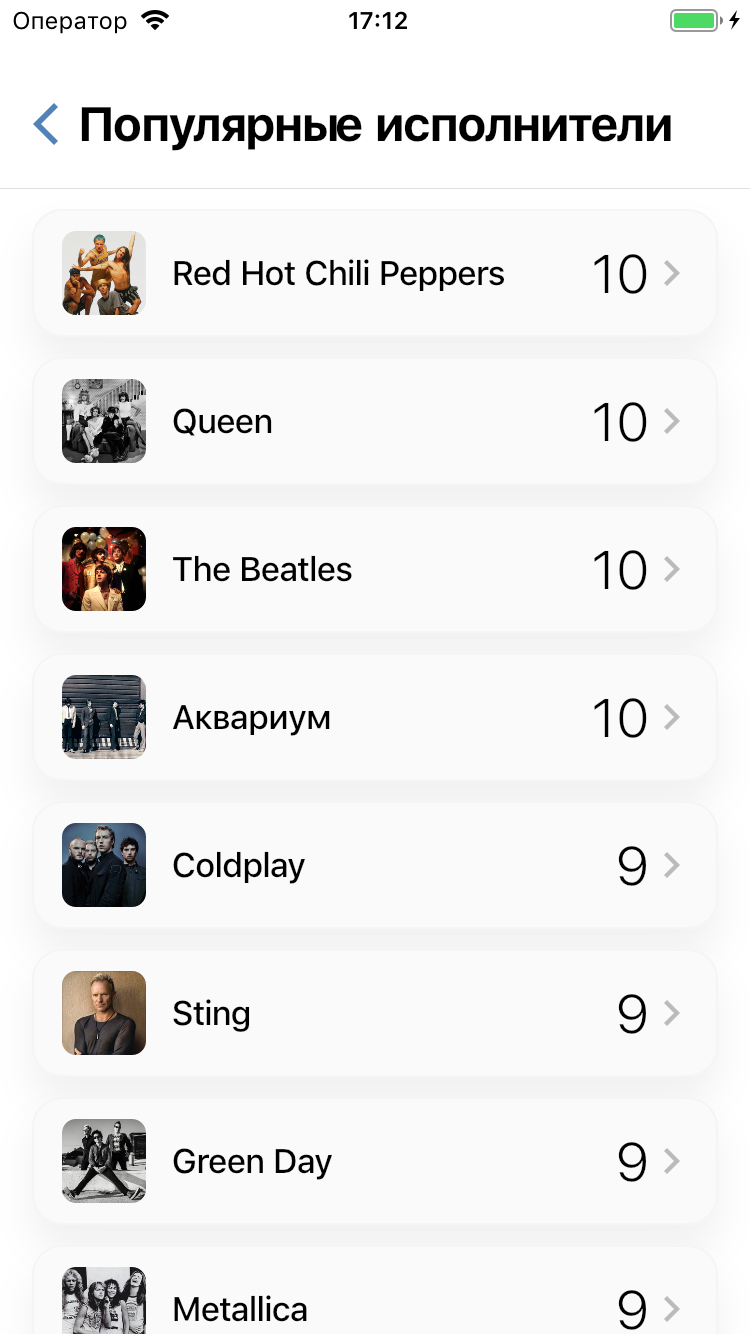 Оператор 17:12
Популярные исполнители
Red Hot Chili Peppers 10
Queen 10
The Beatles 10
Аквариум 10
Coldplay 9
Sting 9
Green Day 9
Metallica 9